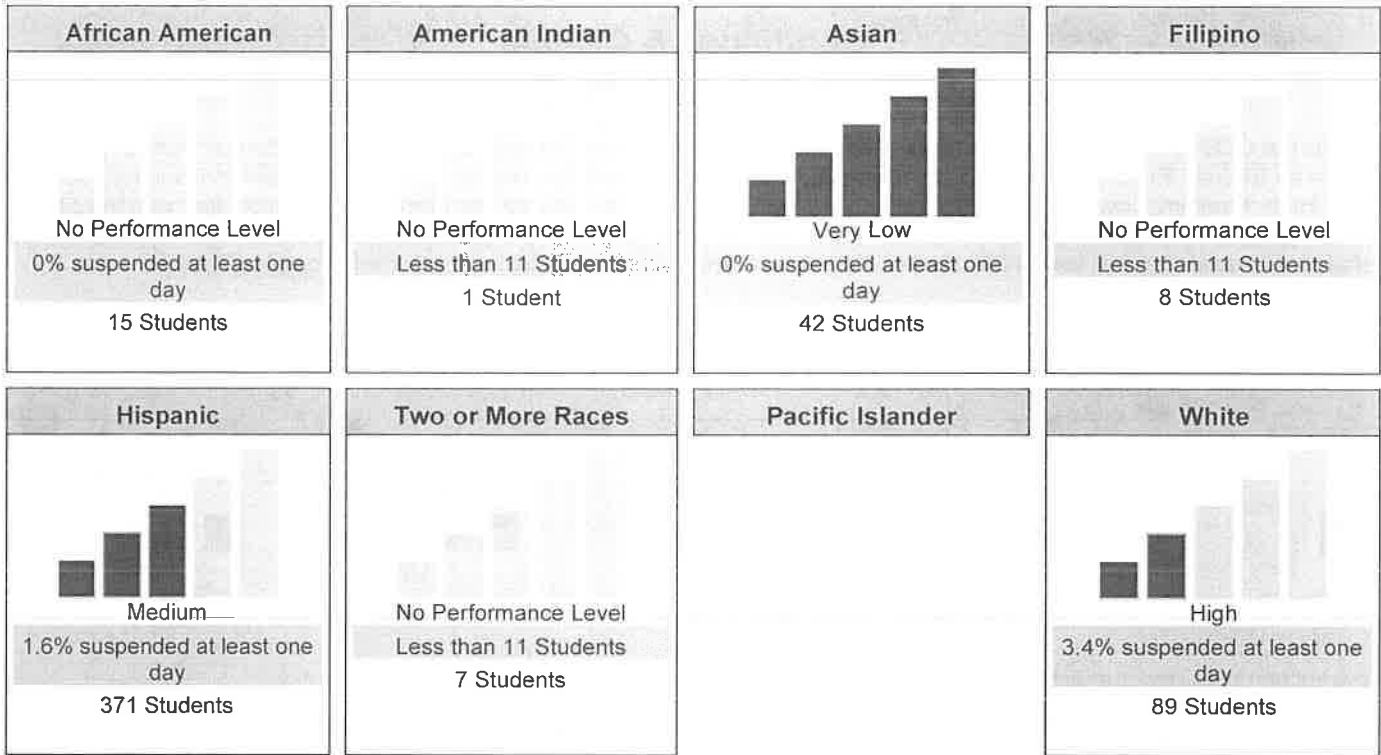 African American
No Performance Level
0% suspended at least one
day
15 Students
American Indian
No Performance Level
Less than 11 Students
1 Student
Asian
Very Low
0% suspended at least one
day
42 Students
Filipino
No Performance Level
Less than 11 Students
8 Students
Hispanic
Medium
1.6% suspended at least one
day
371 Students
Two or More Races
No Performance Level
Less than 11 Students
7 Students
Pacific Islander
White
High
3.4% suspended at least one
day
89 Students